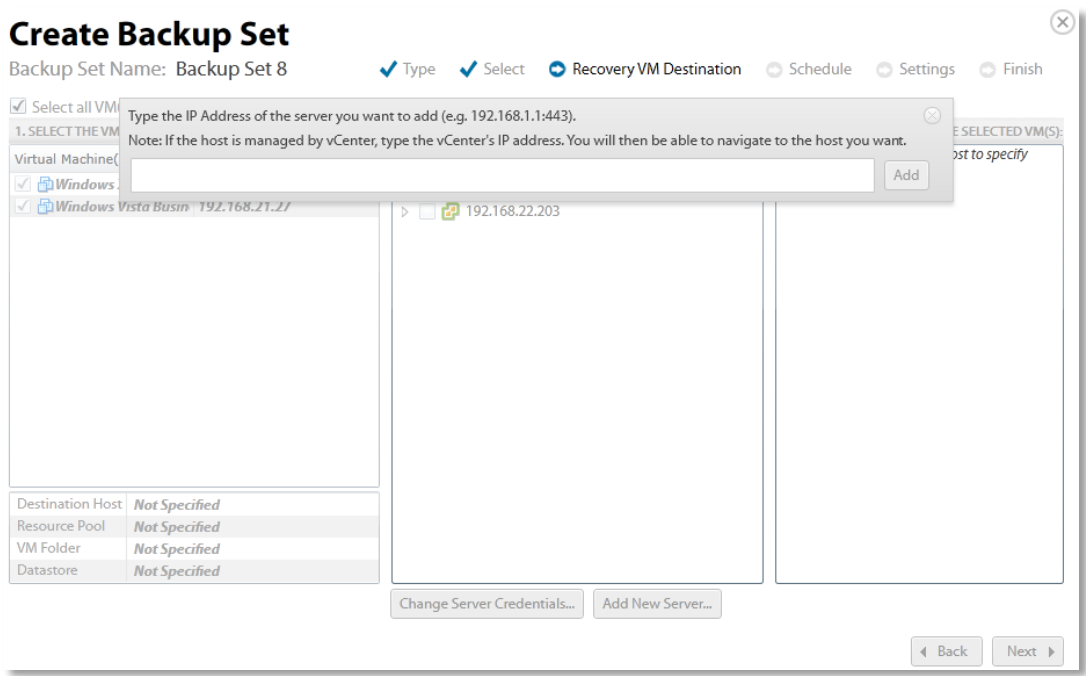 Create Backup Set
Backup Set Name: Backup Set 8
Type Select Recovery VM Destination Schedule Settings Finish
Select all VM
Type the IP Address of the server you want to add (e.g. 192.168.1.1:443).
Note: If the host is managed by vCenter, type the vCenter's IP address. You will then be able to navigate to the host you want.
Add
1. SELECT THE VM
E SELECTED VM(S):
Virtual Machine(
ost to specify
Windows
Windows Vista Busin 192.168.21.27
192.168.22.203
Destination Host Not Specified
Resource Pool Not Specified
VM Folder Not Specified
Datastore Not Specified
Change Server Credentials... Add New Server...
Back Next